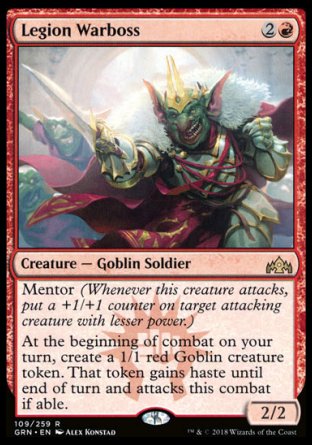 Legion Warboss 2
Creature — Goblin Soldier
Mentor (Whenever this creature attacks,
put a +1/+1 counter on target attacking
creature with lesser power.)
At the beginning of combat on your
turn, create a 1/1 red Goblin creature
token. That token gains haste until
end of turn and attacks this combat
if able.
2/2
109/259 R
GRN • EN Alex Konstad
™ & © 2018 Wizards of the Coast